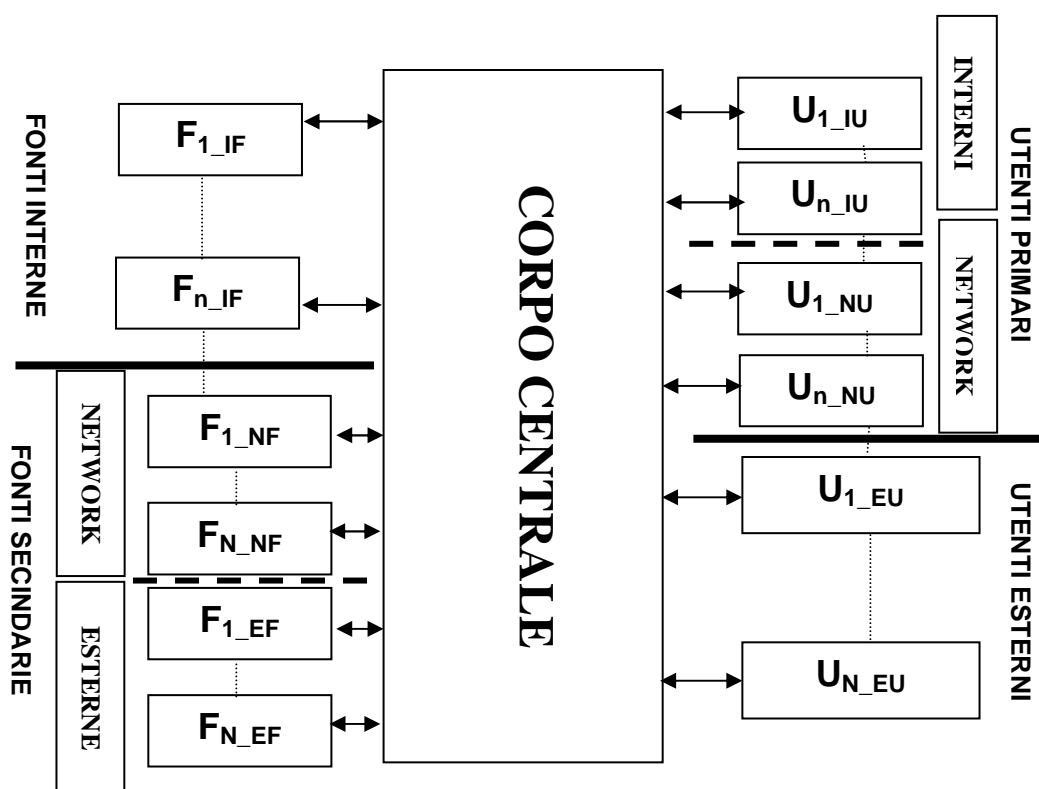 FONTI INTERNE
F1_IF
Fn_IF
FONTI SECINDARIE
NETWORK
F1_NF
FN_NF
ESTERNE
F1_EF
FN_EF
CORPO CENTRALE
UTENTI PRIMARI
INTERNI
U1_IU
Un_IU
NETWORK
U1_NU
Un_NU
UTENTI ESTERNI
U1_EU
UN_EU